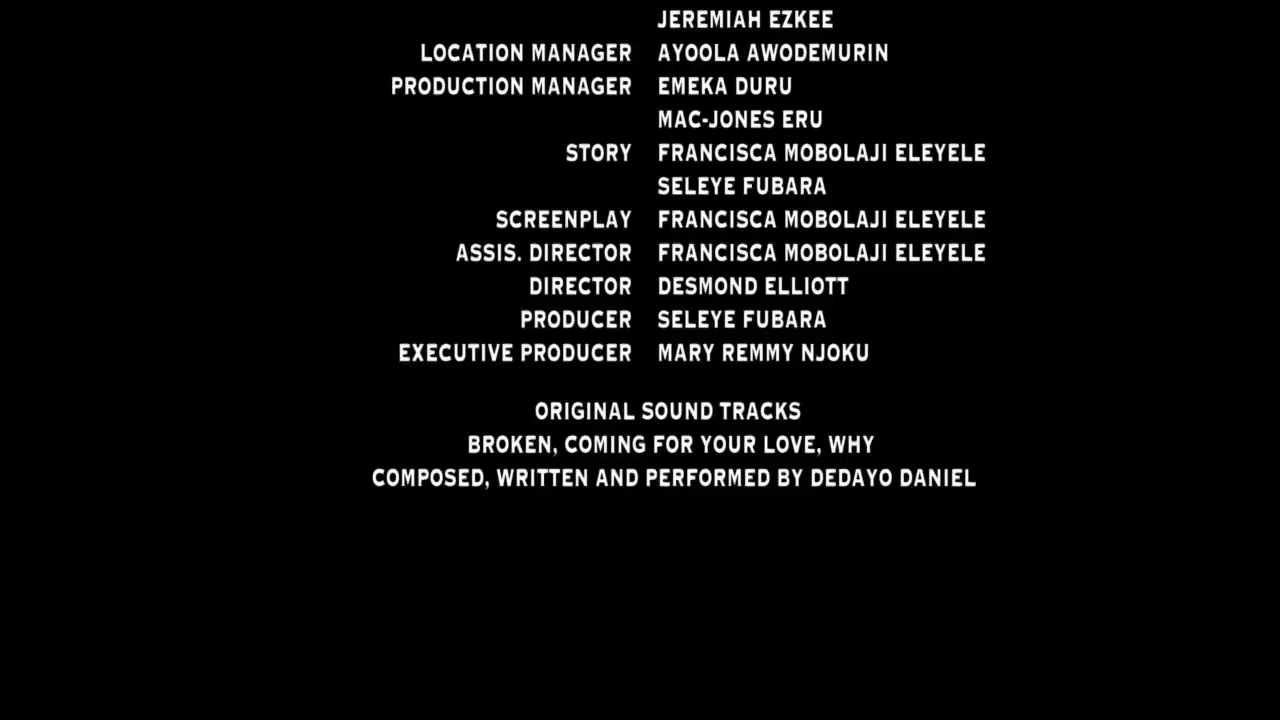 JEREMIAH EZKEE
LOCATION MANAGER AYOOLA AWODEMURIN
PRODUCTION MANAGER EMEKA DURU
MAC-JONES ERU
STORY FRANCISCA MOBOLAJI ELEYELE
SELEYE FUBARA
SCREENPLAY FRANCISCA MOBOLAJI ELEYELE
ASSIS. DIRECTOR FRANCISCA MOBOLAJI ELEYELE
DIRECTOR DESMOND ELLIOTT
PRODUCER SELEYE FUBARA
EXECUTIVE PRODUCER MARY REMMY NJOKU
ORIGINAL SOUND TRACKS
BROKEN, COMING FOR YOUR LOVE, WHY
COMPOSED, WRITTEN AND PERFORMED BY DEDAYO DANIEL